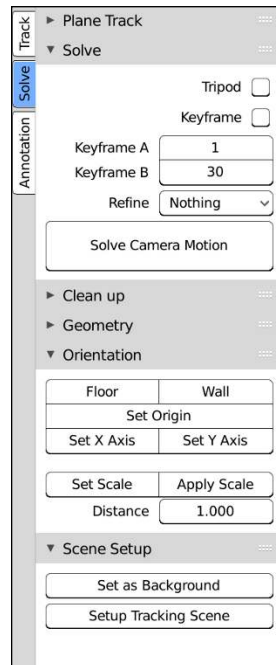 Track
Solve
Annotation
Plane Track
Solve
Tripod
Keyframe
Keyframe A 1
Keyframe B 30
Refine Nothing
Solve Camera Motion
Clean up
Geometry
Orientation
Floor Wall
Set Origin
Set X Axis Set Y Axis
Set Scale Apply Scale
Distance 1.000
Scene Setup
Set as Background
Setup Tracking Scene